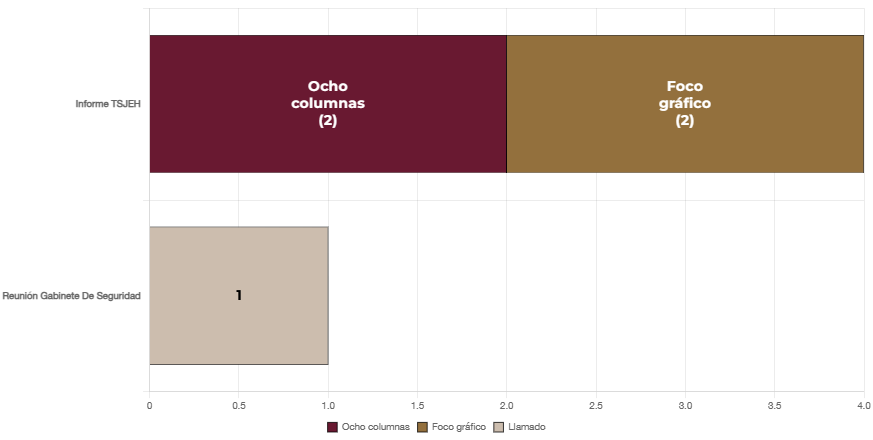 Informe TSJEH
Ocho
columnas
(2)
Foco
gráfico
(2)
Reunión Gabinete De Seguridad
1
0 0.5 1.0 1.5 2.0 2.5 3.0 3.5 4.0
Ocho columnas Foco gráfico Llamado